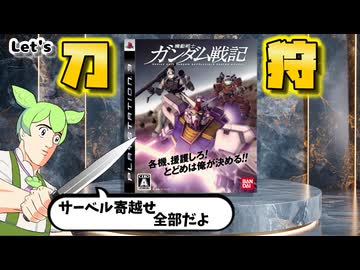 Let's
刀 狩
PLAYSTATION 3
機動戦士
ガンダム戦記
各機、援護しろ!
とどめは俺が決める!!
A
BAN
DAI
サーベル寄越せ
全部だよ